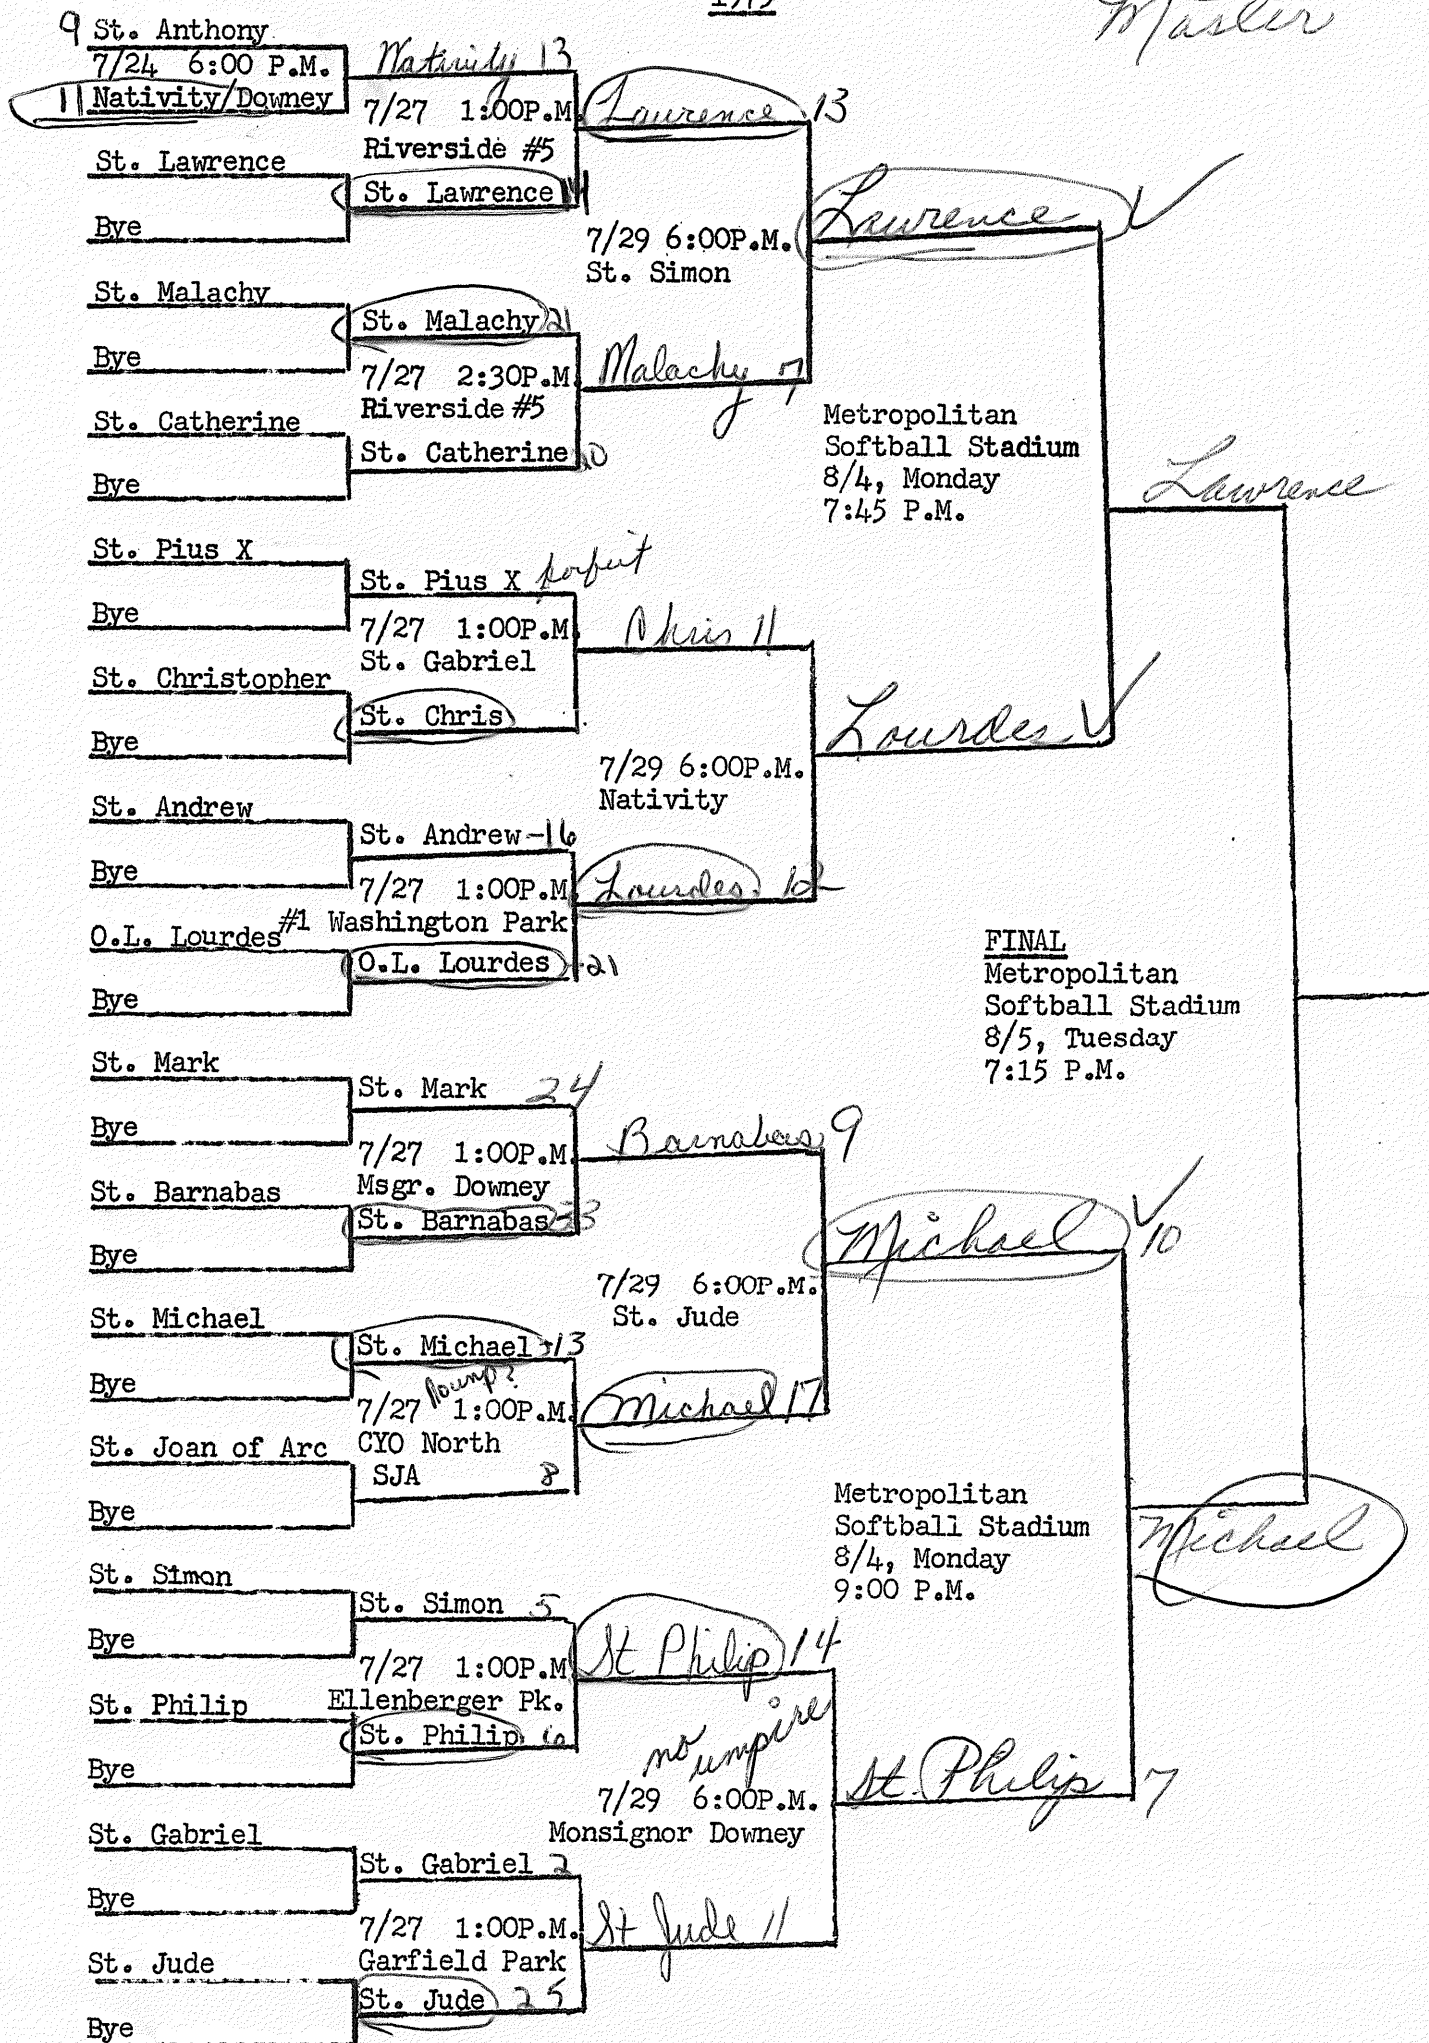 Master
9 St. Anthony
7/24 6:00 P.M.
11 Nativity/Downey
St. Lawrence
Bye
St. Malachy
Bye
St. Catherine
Bye
St. Pius X
Bye
St. Christopher
Bye
St. Andrew
Bye
O.L. Lourdes
Bye
St. Mark
Bye
St. Barnabas
Bye
St. Michael
Bye
St. Joan of Arc
Bye
St. Simon
Bye
St. Philip
Bye
St. Gabriel
Bye
St. Jude
Bye
Nativity 13
7/27 1:00P.M.
Riverside #5
St. Lawrence 14
St. Malachy 21
7/27 2:30P.M.
Riverside #5
St. Catherine 10
St. Pius X forfeit
7/27 1:00P.M.
St. Gabriel
St. Chris
St. Andrew -16
7/27 1:00P.M.
#1 Washington Park
O.L. Lourdes -21
St. Mark 24
7/27 1:00P.M.
Msgr. Downey
St. Barnabas
St. Michael -13
7/27 1:00P.M.
CYO North
SJA 8
St. Simon 5
7/27 1:00P.M.
Ellenberger Pk.
St. Philip 6
St. Gabriel 2
7/27 1:00P.M.
Garfield Park
St. Jude 25
Lawrence 13
7/29 6:00P.M.
St. Simon
Malachy 7
Chris 11
7/29 6:00P.M.
Nativity
Lourdes 12
Barnabas 9
7/29 6:00P.M.
St. Jude
Michael 17
St Philip 14
no umpire
7/29 6:00P.M.
Monsignor Downey
St Jude 11
Lawrence
Metropolitan
Softball Stadium
8/4, Monday
7:45 P.M.
Lourdes
Michael 10
Metropolitan
Softball Stadium
8/4, Monday
9:00 P.M.
St. Philip 7
Lawrence
FINAL
Metropolitan
Softball Stadium
8/5, Tuesday
7:15 P.M.
Michael